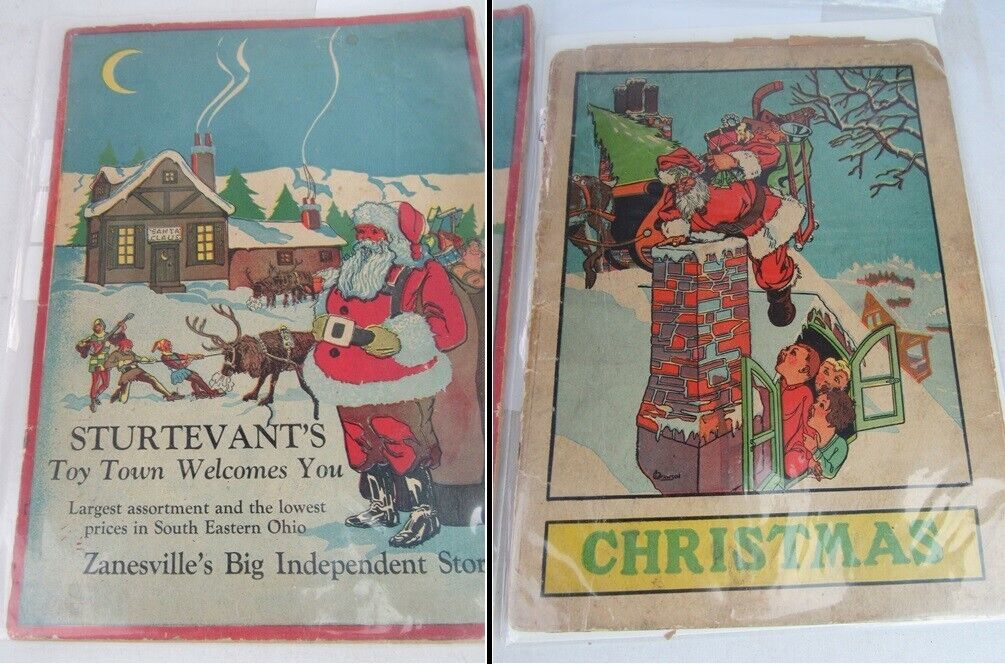 SANTA
CLAUS
STURTEVANT'S
Toy Town Welcomes You
Largest assortment and the lowest
prices in South Eastern Ohio
Zanesville's Big Independent Stor
CHRISTMAS